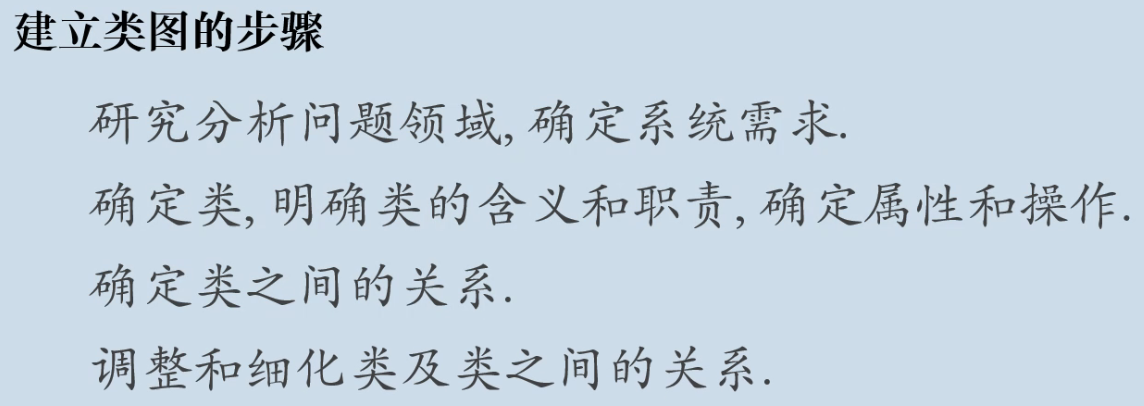 建立类图的步骤
研究分析问题领域, 确定系统需求.
确定类, 明确类的含义和职责, 确定属性和操作.
确定类之间的关系.
调整和细化类及类之间的关系.